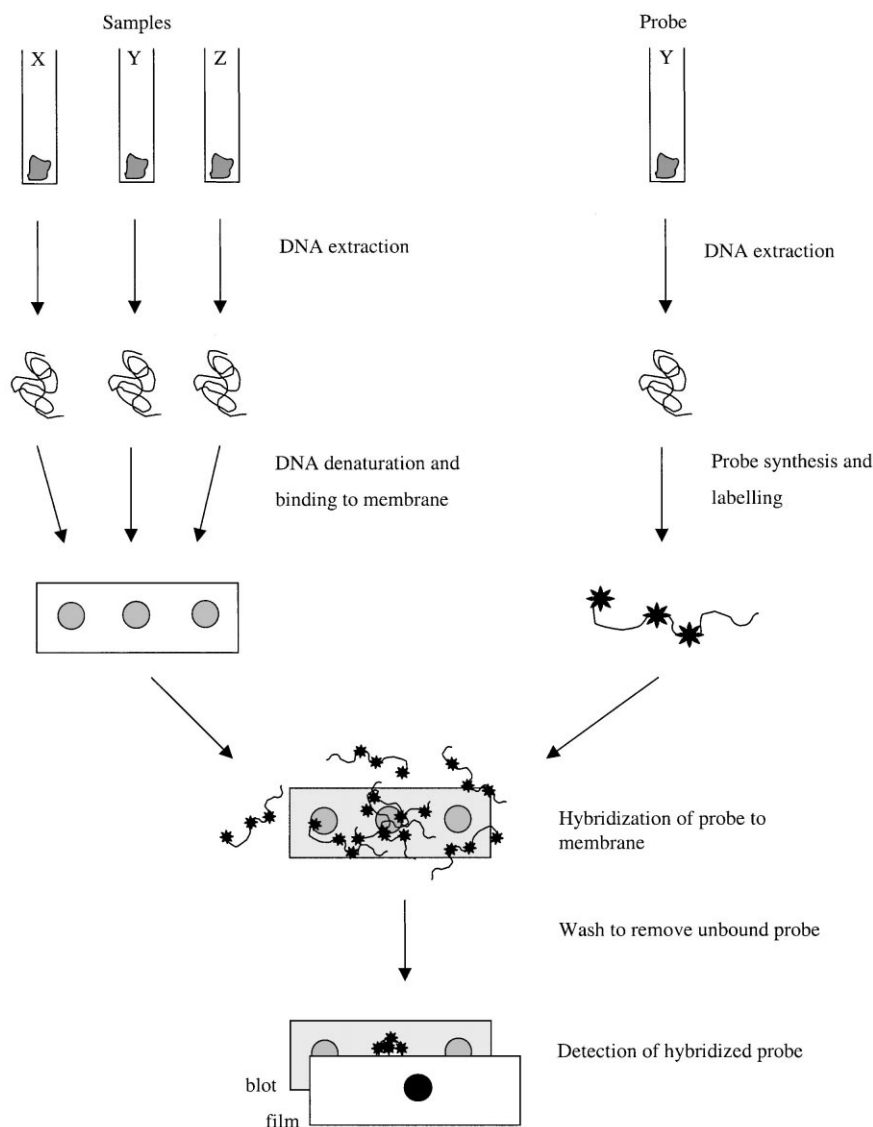 Samples
Probe
X
Y
Z
Y
DNA extraction
DNA extraction
DNA denaturation and
binding to membrane
Probe synthesis and
labelling
Hybridization of probe to
membrane
Wash to remove unbound probe
Detection of hybridized probe
blot
film